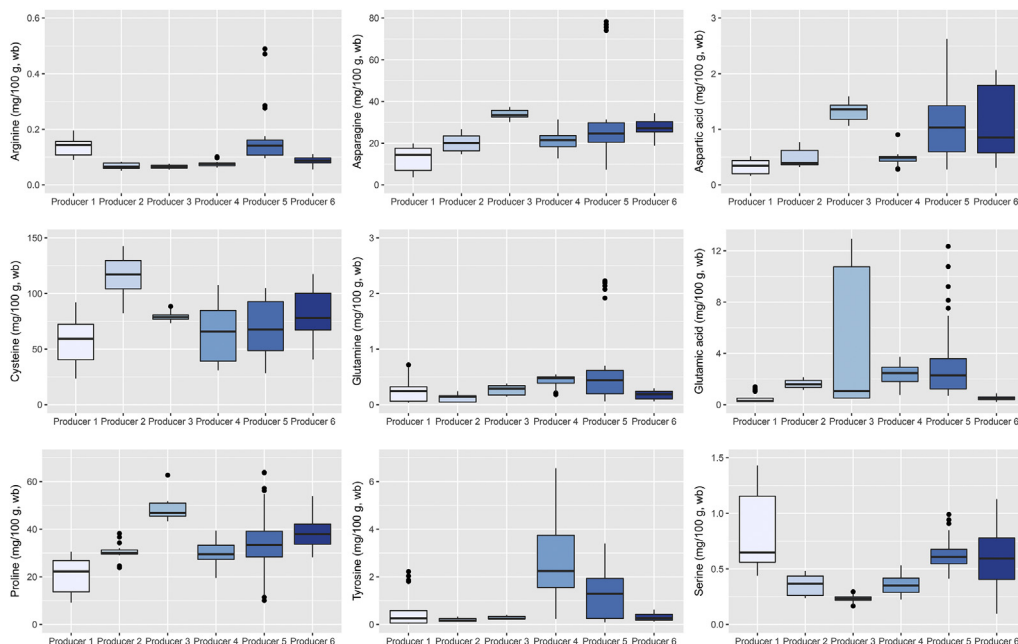 Arginine (mg/100 g, wb)
0.6
0.4
0.2
0.0
Producer 1 Producer 2 Producer 3 Producer 4 Producer 5 Producer 6
Asparagine (mg/100 g, wb)
80
60
40
20
0
Producer 1 Producer 2 Producer 3 Producer 4 Producer 5 Producer 6
Aspartic acid (mg/100 g, wb)
3
2
1
0
Producer 1 Producer 2 Producer 3 Producer 4 Producer 5 Producer 6
Cysteine (mg/100 g, wb)
150
100
50
0
Producer 1 Producer 2 Producer 3 Producer 4 Producer 5 Producer 6
Glutamine (mg/100 g, wb)
3
2
1
0
Producer 1 Producer 2 Producer 3 Producer 4 Producer 5 Producer 6
Glutamic acid (mg/100 g, wb)
12
8
4
0
Producer 1 Producer 2 Producer 3 Producer 4 Producer 5 Producer 6
Proline (mg/100 g, wb)
60
40
20
0
Producer 1 Producer 2 Producer 3 Producer 4 Producer 5 Producer 6
Tyrosine (mg/100 g, wb)
6
4
2
0
Producer 1 Producer 2 Producer 3 Producer 4 Producer 5 Producer 6
Serine (mg/100 g, wb)
1.5
1.0
0.5
0.0
Producer 1 Producer 2 Producer 3 Producer 4 Producer 5 Producer 6